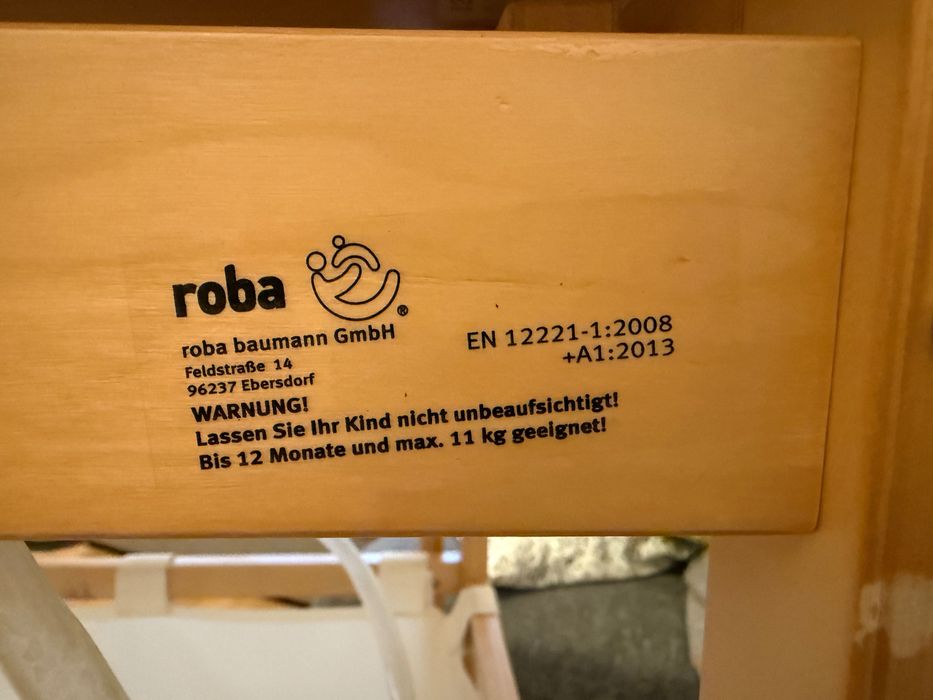 roba ®
roba baumann GmbH
Feldstraße 14
96237 Ebersdorf
EN 12221-1:2008
+A1:2013
WARNUNG!
Lassen Sie Ihr Kind nicht unbeaufsichtigt!
Bis 12 Monate und max. 11 kg geeignet!